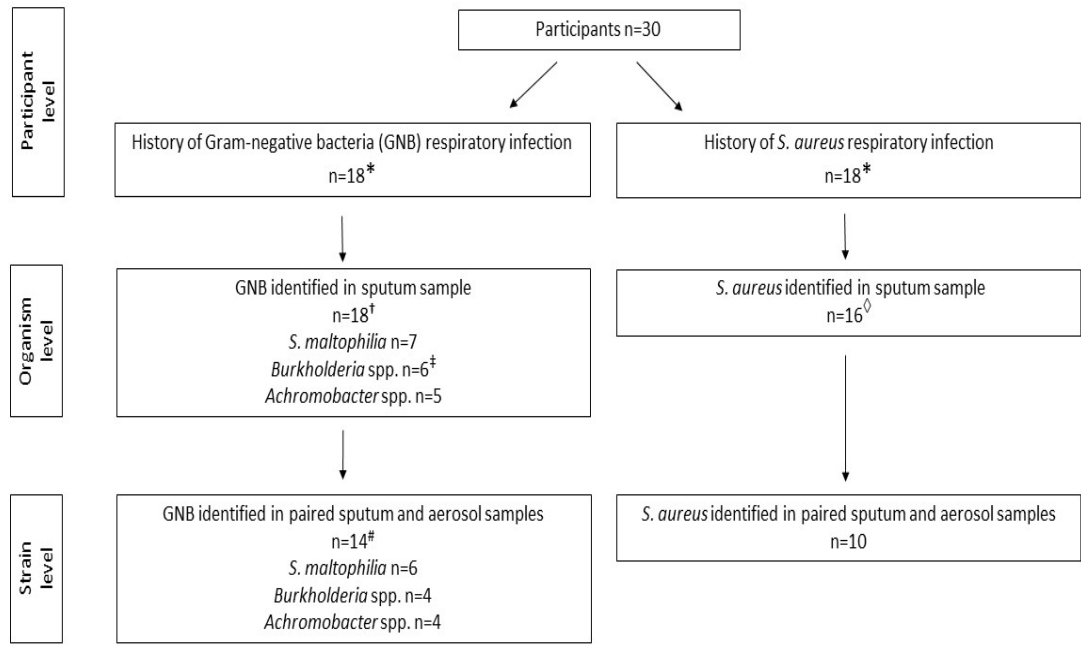 Participants n=30
Participant
level
History of Gram-negative bacteria (GNB) respiratory infection
n=18*
History of S. aureus respiratory infection
n=18*
Organism
level
GNB identified in sputum sample
n=18†
S. maltophilia n=7
Burkholderia spp. n=6‡
Achromobacter spp. n=5
S. aureus identified in sputum sample
n=16◊
Strain
level
GNB identified in paired sputum and aerosol samples
n=14#
S. maltophilia n=6
Burkholderia spp. n=4
Achromobacter spp. n=4
S. aureus identified in paired sputum and aerosol samples
n=10